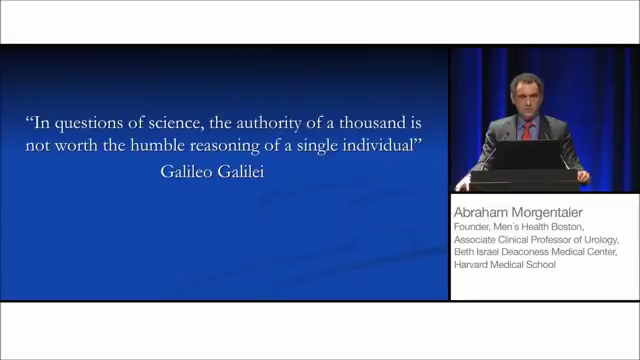 “In questions of science, the authority of a thousand is
not worth the humble reasoning of a single individual”
Galileo Galilei
Abraham Morgentaler
Founder, Men's Health Boston,
Associate Clinical Professor of Urology,
Beth Israel Deaconess Medical Center,
Harvard Medical School